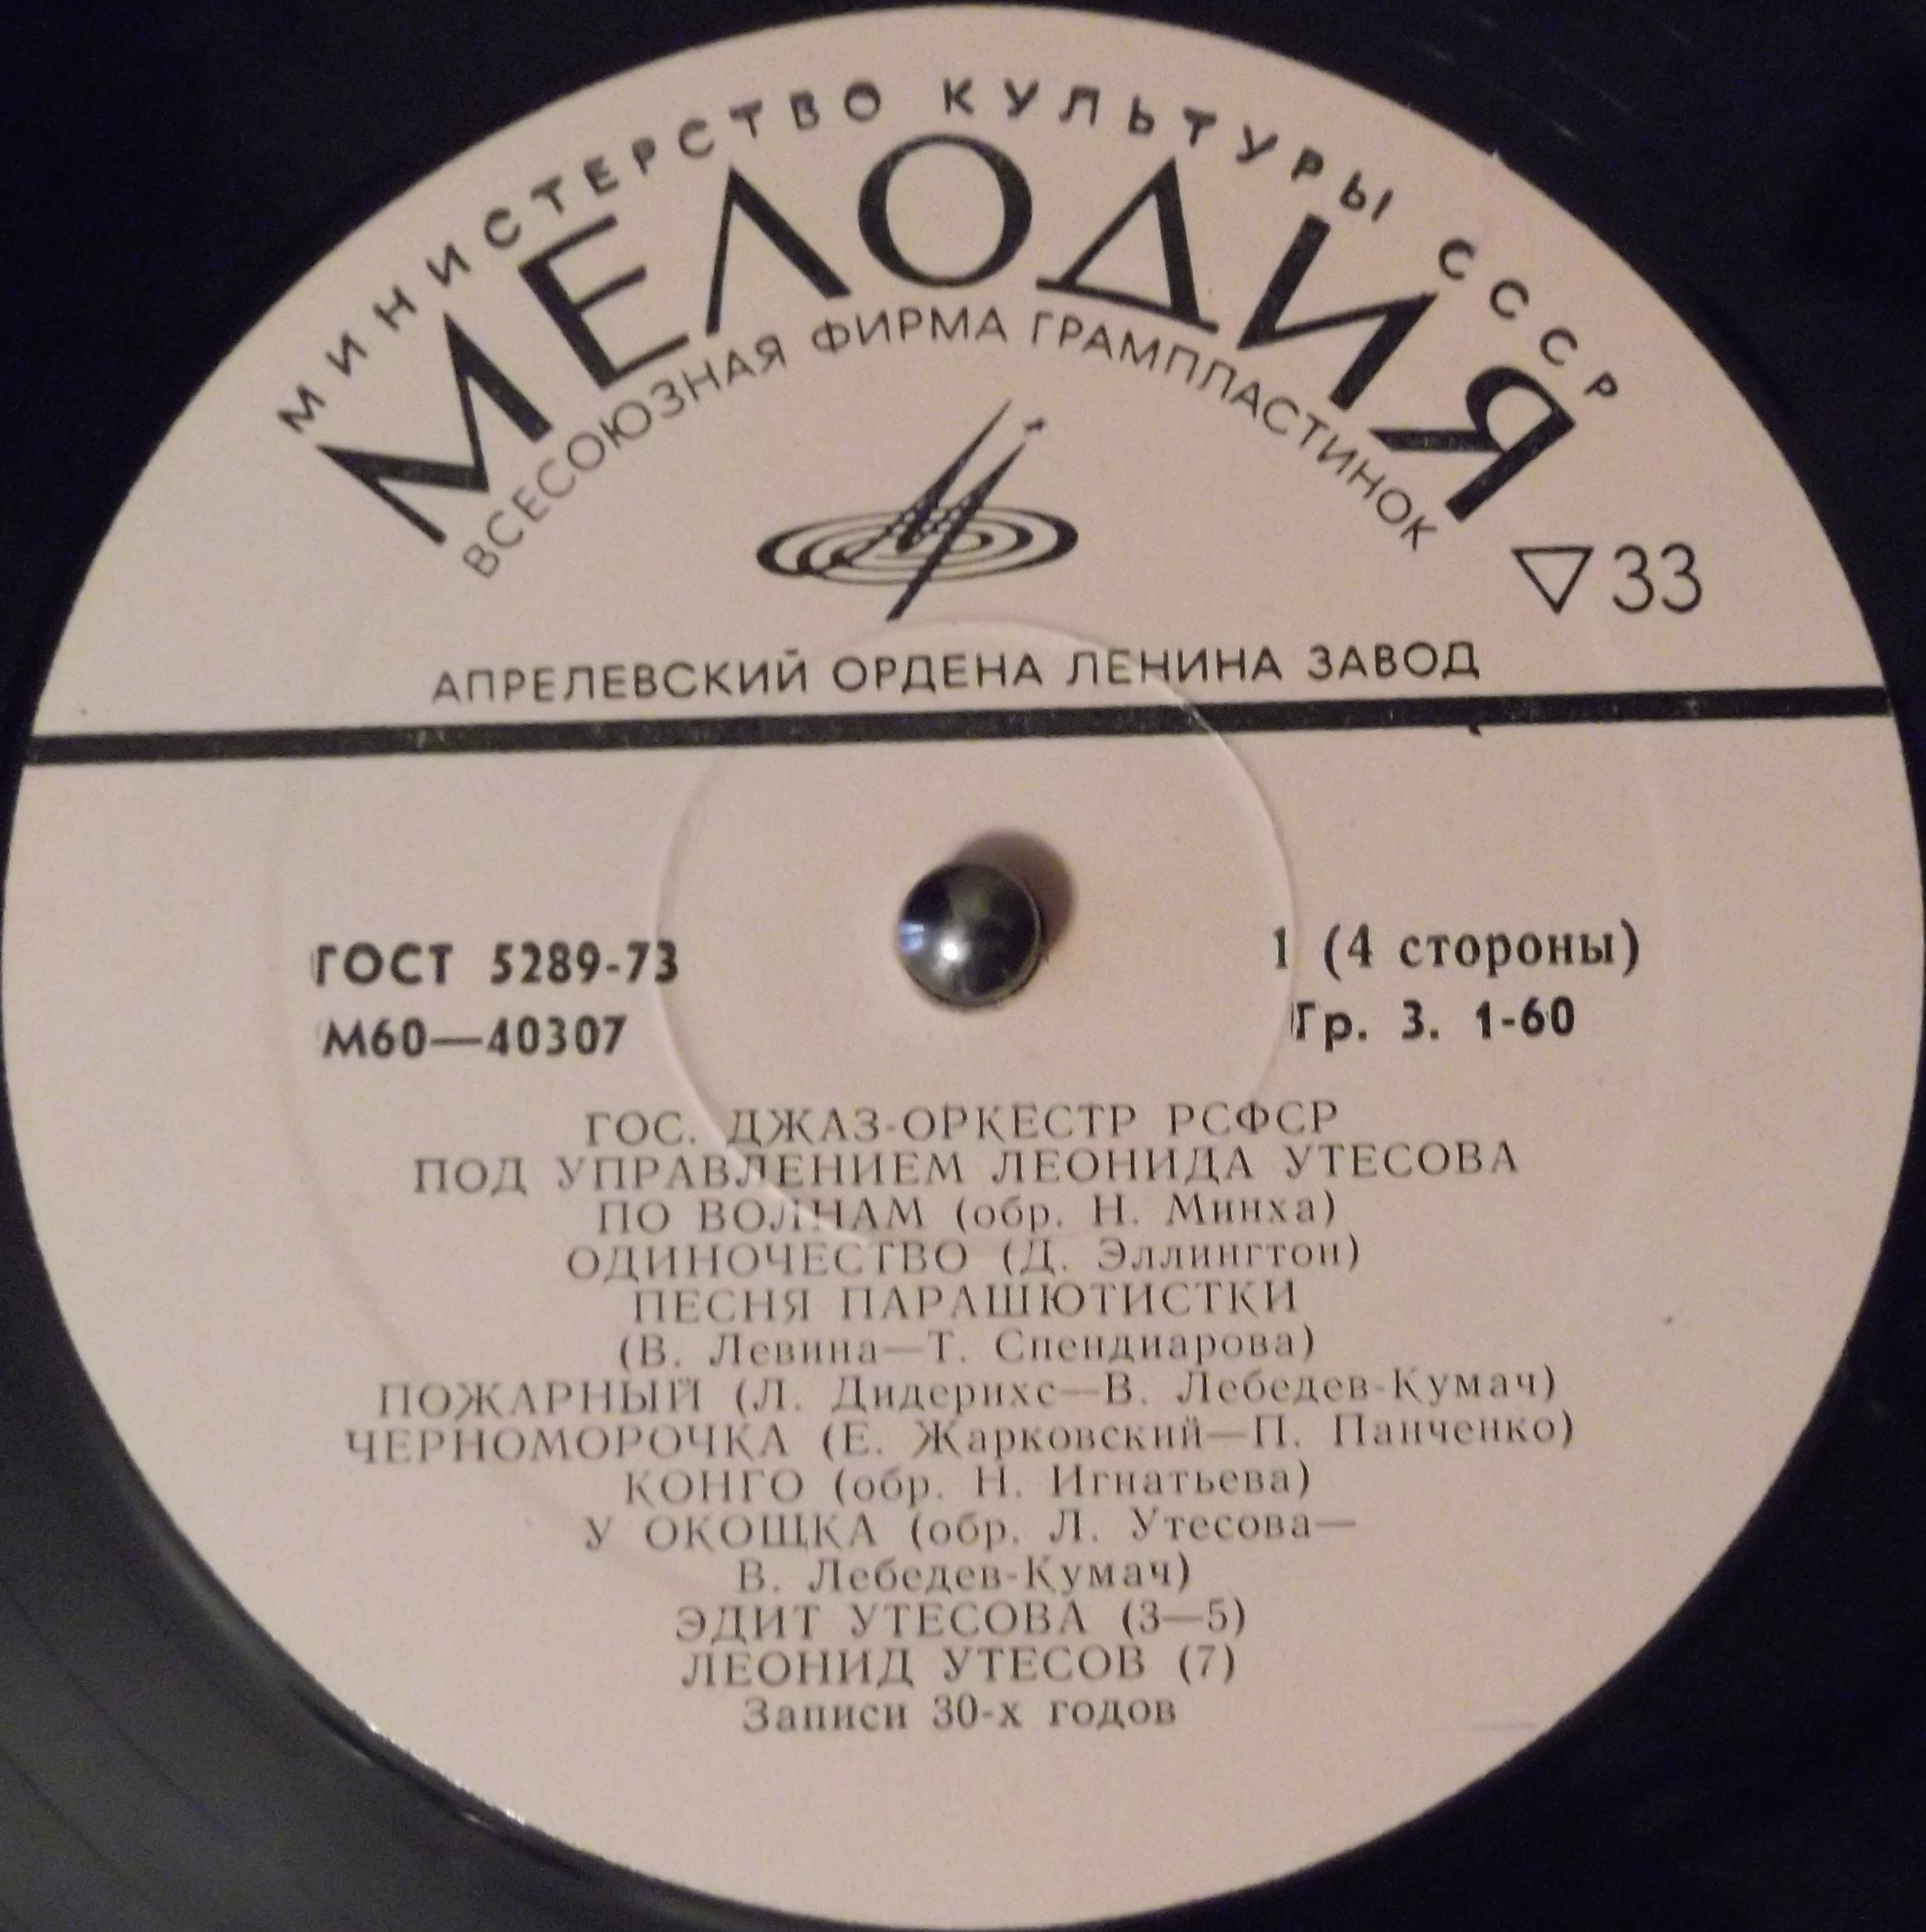 МИНИСТЕРСТВО КУЛЬТУРЫ СССР
МЕЛОДИЯ
ВСЕСОЮЗНАЯ ФИРМА ГРАМПЛАСТИНОК
▽33
АПРЕЛЕВСКИЙ ОРДЕНА ЛЕНИНА ЗАВОД
ГОСТ 5289-73
1 (4 стороны)
М60—40307
Гр. 3. 1-60
ГОС. ДЖАЗ-ОРКЕСТР РСФСР
ПОД УПРАВЛЕНИЕМ ЛЕОНИДА УТЕСОВА
ПО ВОЛНАМ (обр. Н. Минха)
ОДИНОЧЕСТВО (Д. Эллингтон)
ПЕСНЯ ПАРАШЮТИСТКИ
(В. Левина—Т. Спендиарова)
ПОЖАРНЫЙ (Л. Дидерихс—В. Лебедев-Кумач)
ЧЕРНОМОРОЧКА (Е. Жарковский—П. Панченко)
КОНГО (обр. Н. Игнатьева)
У ОКОШКА (обр. Л. Утесова—
В. Лебедев-Кумач)
ЭДИТ УТЕСОВА (3—5)
ЛЕОНИД УТЕСОВ (7)
Записи 30-х годов